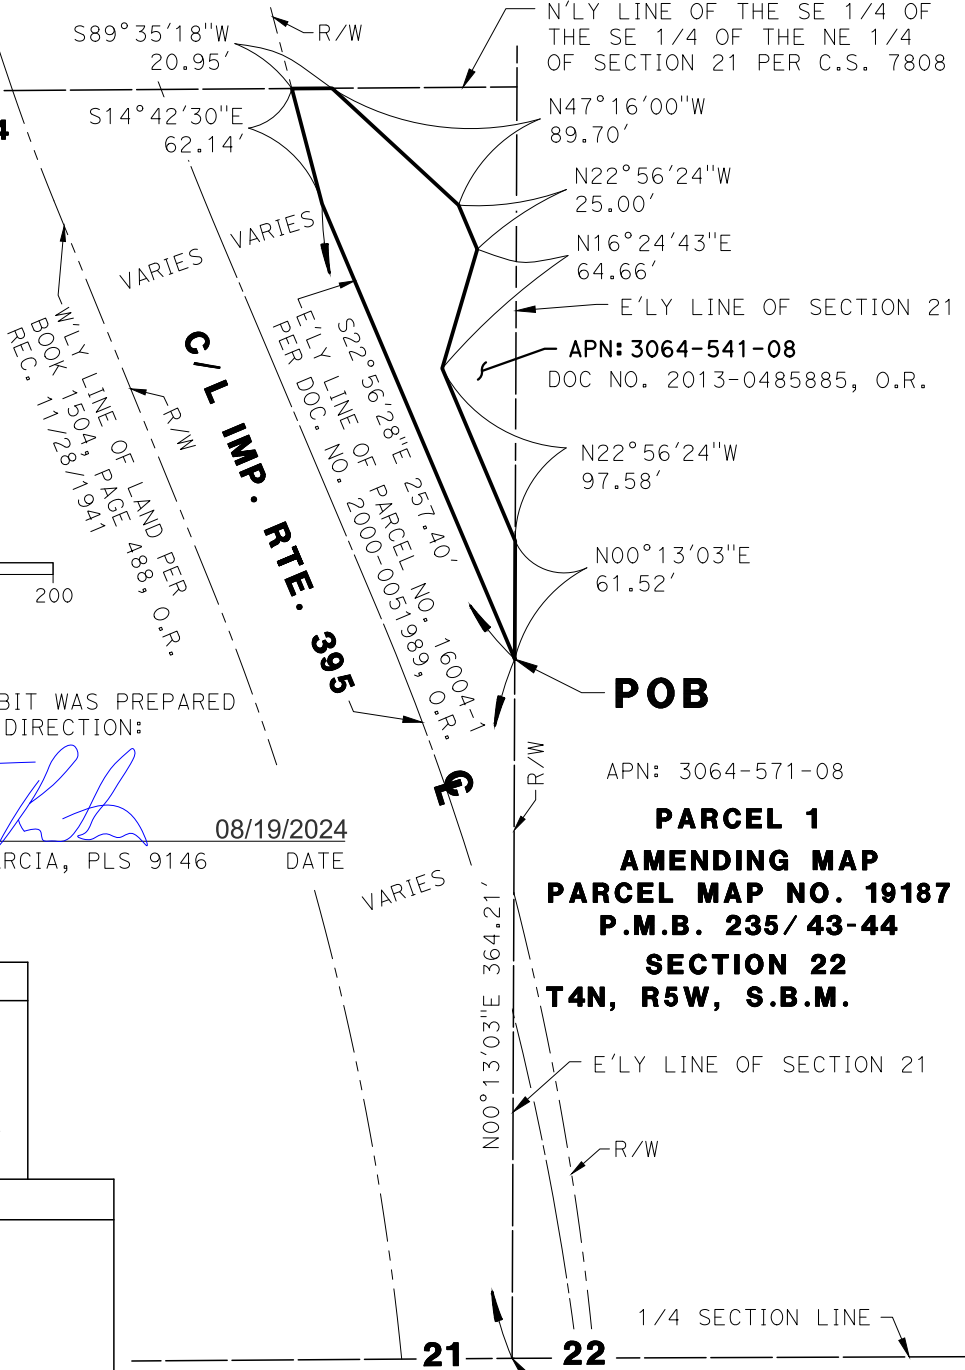 S89°35'18"W
20.95'
R/W
N'LY LINE OF THE SE 1/4 OF
THE SE 1/4 OF THE NE 1/4
OF SECTION 21 PER C.S. 7808
S14°42'30"E
62.14'
N47°16'00"W
89.70'
4
N22°56'24"W
25.00'
N16°24'43"E
64.66'
VARIES
VARIES
E'LY LINE OF SECTION 21
APN: 3064-541-08
DOC NO. 2013-0485885, O.R.
W'LY LINE OF LAND PER
BOOK 1504, PAGE 488, O.R.
REC. 11/28/1941
R/W
C/L IMP. RTE. 395
S22°56'28"E 257.40'
E'LY LINE OF PARCEL NO. 16004-1
PER DOC. NO. 2000-0051989, O.R.
N22°56'24"W
97.58'
N00°13'03"E
61.52'
200
POB
BIT WAS PREPARED
DIRECTION:
R/W
APN: 3064-571-08
CL
08/19/2024
RCIA, PLS 9146
DATE
PARCEL 1
AMENDING MAP
PARCEL MAP NO. 19187
P.M.B. 235/43-44
SECTION 22
T4N, R5W, S.B.M.
VARIES
N00°13'03"E 364.21'
E'LY LINE OF SECTION 21
R/W
1/4 SECTION LINE
21
22